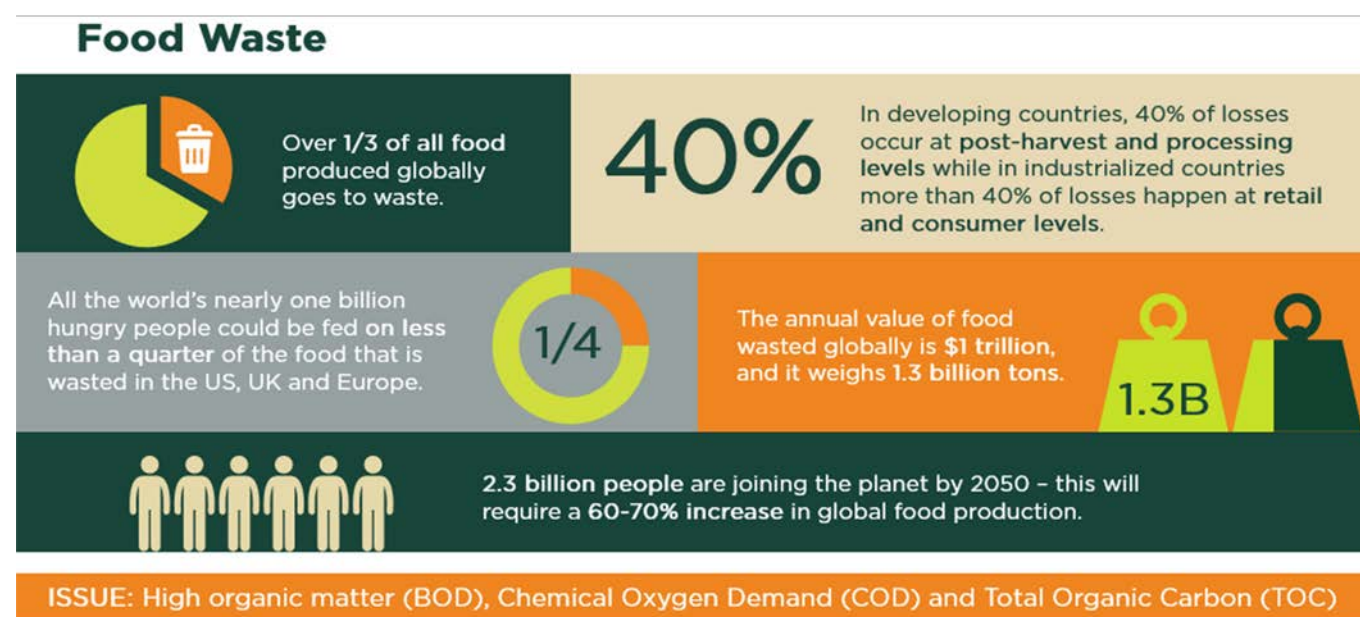 Food Waste
Over 1/3 of all food
produced globally
goes to waste.
40%
In developing countries, 40% of losses
occur at post-harvest and processing
levels while in industrialized countries
more than 40% of losses happen at retail
and consumer levels.
All the world's nearly one billion
hungry people could be fed on less
than a quarter of the food that is
wasted in the US, UK and Europe.
1/4
The annual value of food
wasted globally is $1 trillion,
and it weighs 1.3 billion tons.
1.3B
2.3 billion people are joining the planet by 2050 – this will
require a 60-70% increase in global food production.
ISSUE: High organic matter (BOD), Chemical Oxygen Demand (COD) and Total Organic Carbon (TOC)